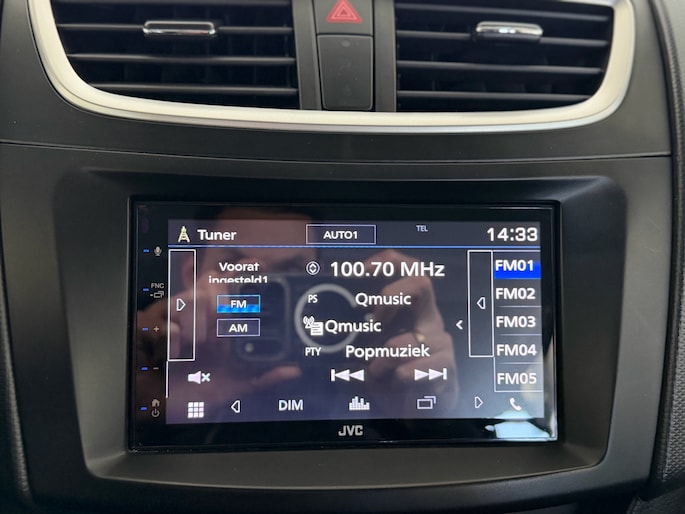 Tuner
AUTO1
TEL
14:33
Voorat
ingesteld1
100.70 MHz
FM01
FM
PS
Qmusic
FM02
AM
Qmusic
FM03
PTY
Popmuziek
FM04
FM05
FNC
DIM
JVC